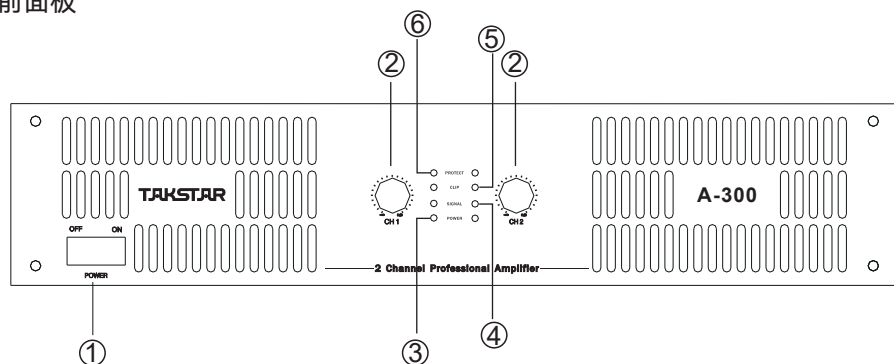 前面板
⑥ ⑤
② ②
PROTECT
CLIP
TAKSTAR A-300
SIGNAL
POWER
CH 1 CH 2
OFF ON
2 Channel Professional Amplifier
POWER
① ③ ④